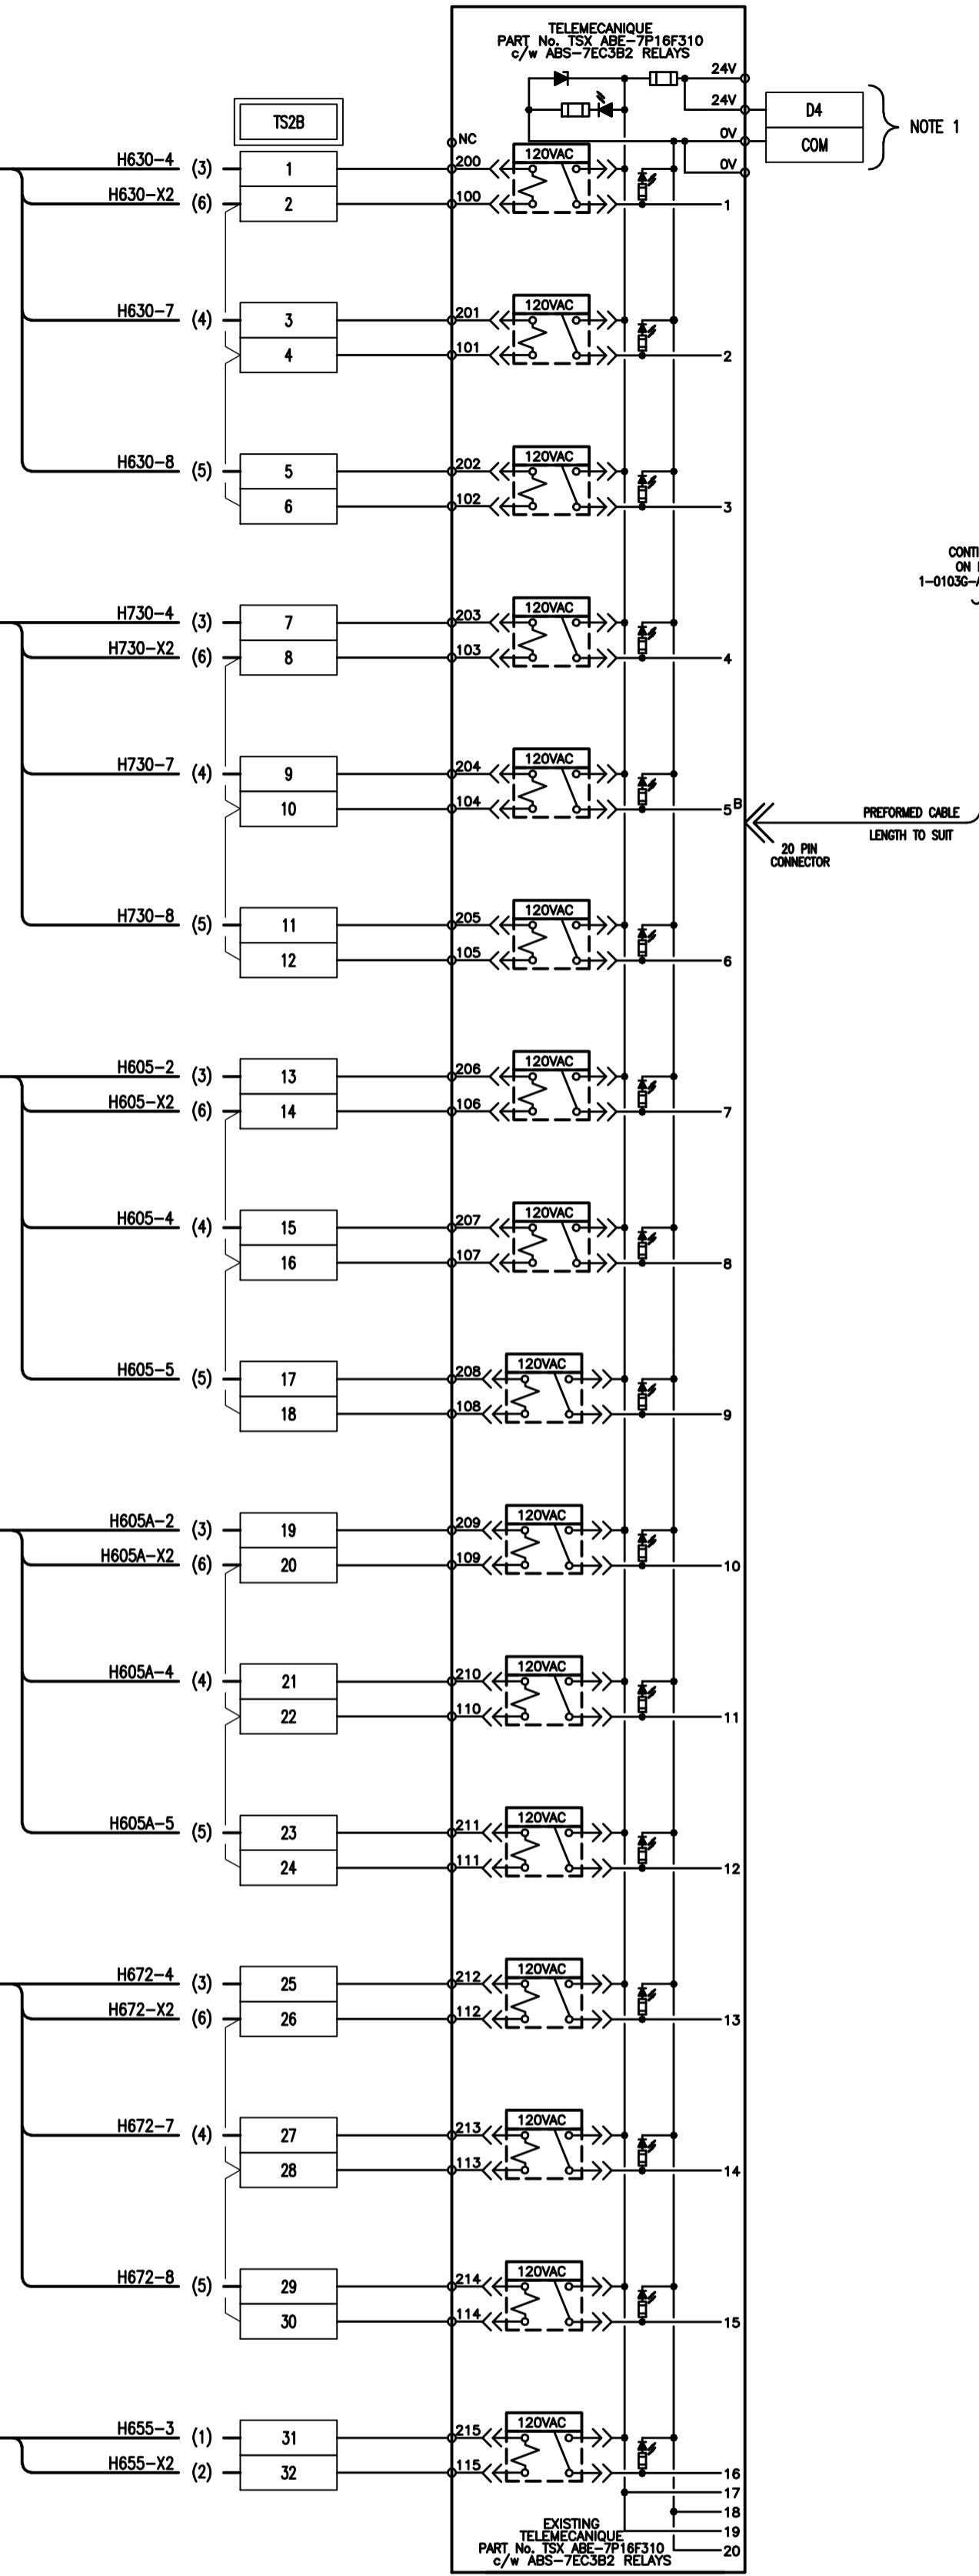 TELEMECANIQUE
PART No. TSX ABE-7P16F310
c/w ABS-7EC3B2 RELAYS
24V
24V
D4
0V
COM
0V
NOTE 1
TS2B
NC
H630-4 (3) 1 200 120VAC
H630-X2 (6) 2 100 1
H630-7 (4) 3 201 120VAC
4 101 2
H630-8 (5) 5 202 120VAC
6 102 3
CONTI
ON
1-0103G-
H730-4 (3) 7 203 120VAC
H730-X2 (6) 8 103 4
H730-7 (4) 9 204 120VAC
10 104 5 B
PREFORMED CABLE
LENGTH TO SUIT
20 PIN
CONNECTOR
H730-8 (5) 11 205 120VAC
12 105 6
H605-2 (3) 13 206 120VAC
H605-X2 (6) 14 106 7
H605-4 (4) 15 207 120VAC
16 107 8
H605-5 (5) 17 208 120VAC
18 108 9
H605A-2 (3) 19 209 120VAC
H605A-X2 (6) 20 109 10
H605A-4 (4) 21 210 120VAC
22 110 11
H605A-5 (5) 23 211 120VAC
24 111 12
H672-4 (3) 25 212 120VAC
H672-X2 (6) 26 112 13
H672-7 (4) 27 213 120VAC
28 113 14
H672-8 (5) 29 214 120VAC
30 114 15
H655-3 (1) 31 215 120VAC
H655-X2 (2) 32 115 16
17
18
19
20
EXISTING
TELEMECANIQUE
PART No. TSX ABE-7P16F310
c/w ABS-7EC3B2 RELAYS